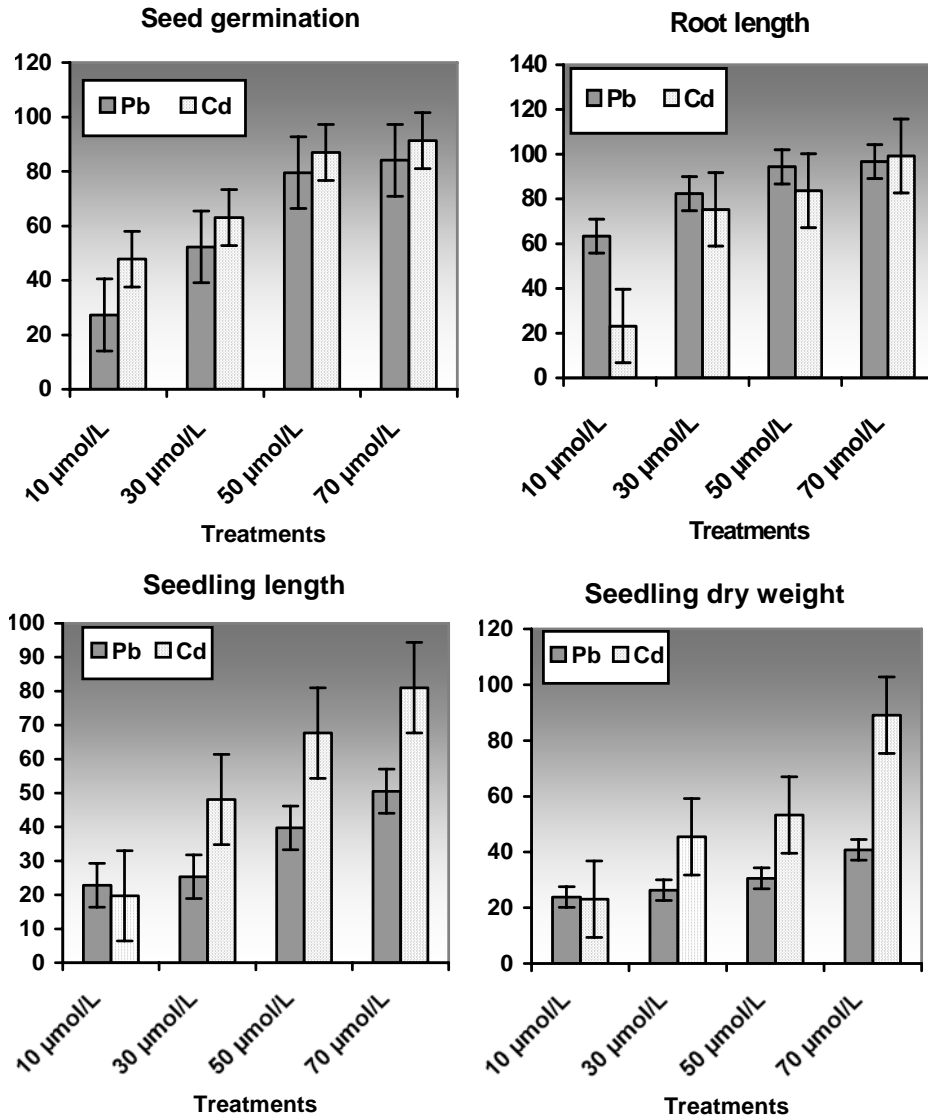 Seed germination
120
100
80
60
40
20
0
Pb Cd
10 µmol/L
30 µmol/L
50 µmol/L
70 µmol/L
Treatments
Root length
140
120
100
80
60
40
20
0
Pb Cd
10 µmol/L
30 µmol/L
50 µmol/L
70 µmol/L
Treatments
Seedling length
100
90
80
70
60
50
40
30
20
10
0
Pb Cd
10 µmol/L
30 µmol/L
50 µmol/L
70 µmol/L
Treatments
Seedling dry weight
120
100
80
60
40
20
0
Pb Cd
10 µmol/L
30 µmol/L
50 µmol/L
70 µmol/L
Treatments